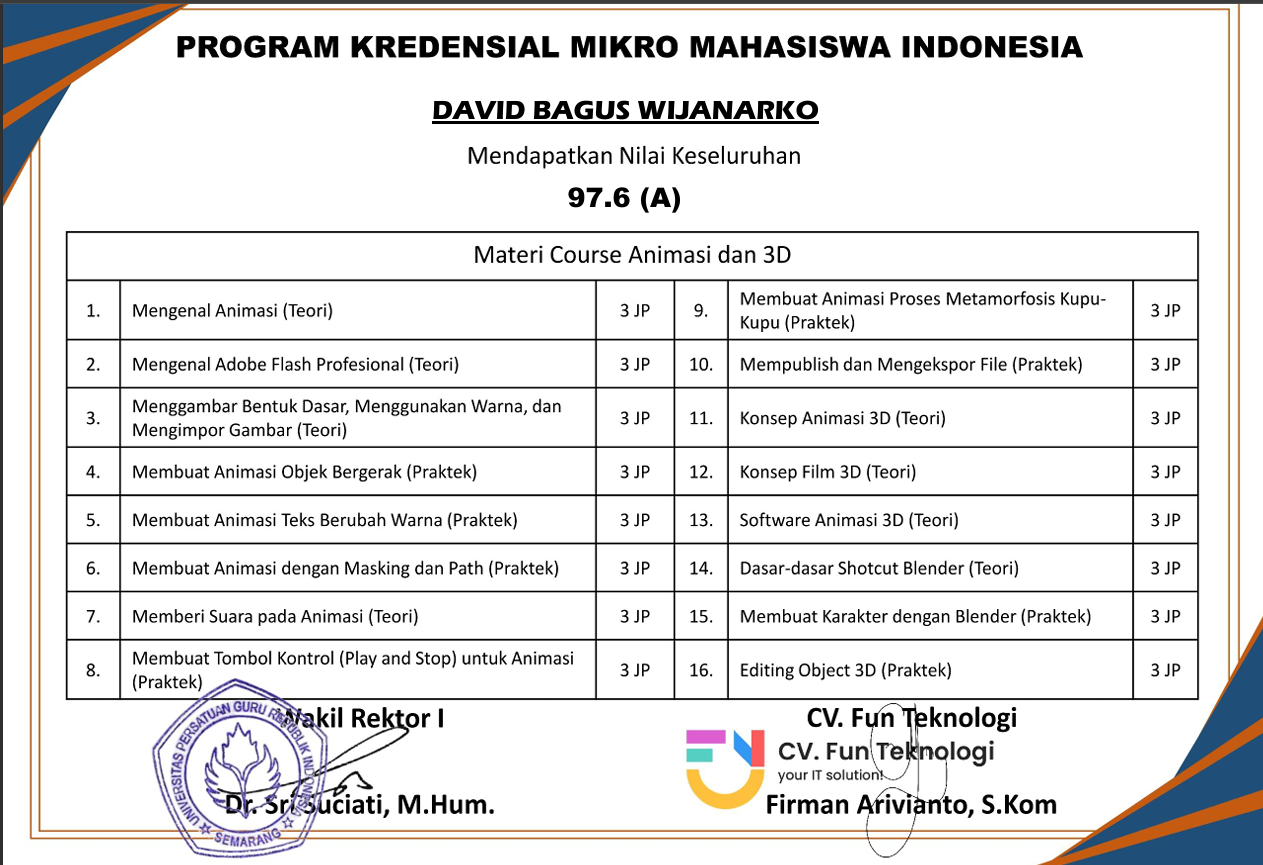 PROGRAM KREDENSIAL MIKRO MAHASISWA INDONESIA
DAVID BAGUS WIJANARKO
Mendapatkan Nilai Keseluruhan
97.6 (A)
Materi Course Animasi dan 3D
1. Mengenal Animasi (Teori) 3 JP
2. Mengenal Adobe Flash Profesional (Teori) 3 JP
3. Menggambar Bentuk Dasar, Menggunakan Warna, dan
Mengimpor Gambar (Teori) 3 JP
4. Membuat Animasi Objek Bergerak (Praktek) 3 JP
5. Membuat Animasi Teks Berubah Warna (Praktek) 3 JP
6. Membuat Animasi dengan Masking dan Path (Praktek) 3 JP
7. Memberi Suara pada Animasi (Teori) 3 JP
8. Membuat Tombol Kontrol (Play and Stop) untuk Animasi
(Praktek) 3 JP
9. Membuat Animasi Proses Metamorfosis Kupu-
Kupu (Praktek) 3 JP
10. Mempublish dan Mengekspor File (Praktek) 3 JP
11. Konsep Animasi 3D (Teori) 3 JP
12. Konsep Film 3D (Teori) 3 JP
13. Software Animasi 3D (Teori) 3 JP
14. Dasar-dasar Shotcut Blender (Teori) 3 JP
15. Membuat Karakter dengan Blender (Praktek) 3 JP
16. Editing Object 3D (Praktek) 3 JP
Wakil Rektor I
UNIVERSITAS PERSATUAN GURU REPUBLIK INDONESIA
SEMARANG
Dr. Sri Suciati, M.Hum.
CV. Fun Teknologi
CV. Fun Teknologi
your IT solution!
Firman Arivianto, S.Kom